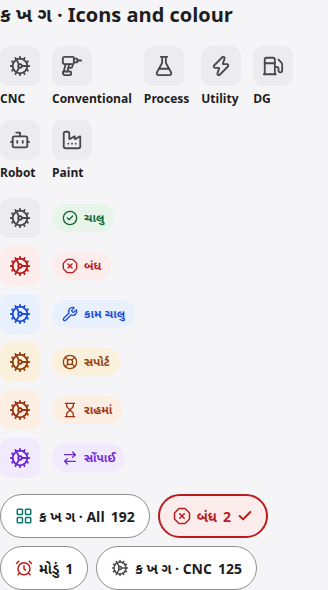 ક ખ ગ · Icons and colour
CNC Conventional Process Utility DG
Robot Paint
ચાલુ
બંધ
કામ ચાલુ
સપોર્ટ
રાહમાં
સોંપાઈ
ક ખ ગ · All 192 બંધ 2
મોડું 1 ક ખ ગ · CNC 125